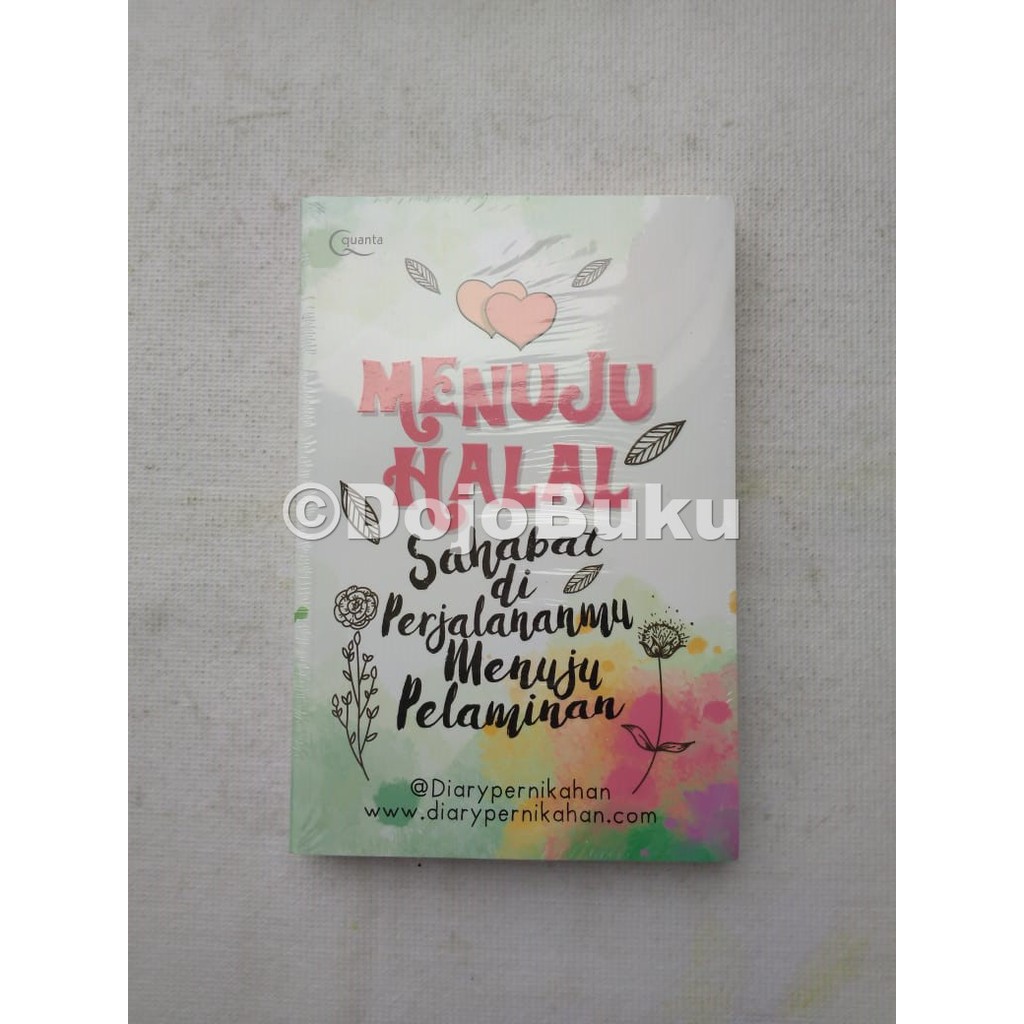 quanta
MENUJU
HALAL
©DojoBuku
Sahabat
di
Perjalananmu
Menuju
Pelaminan
@Diarypernikahan
www.diarypernikahan.com